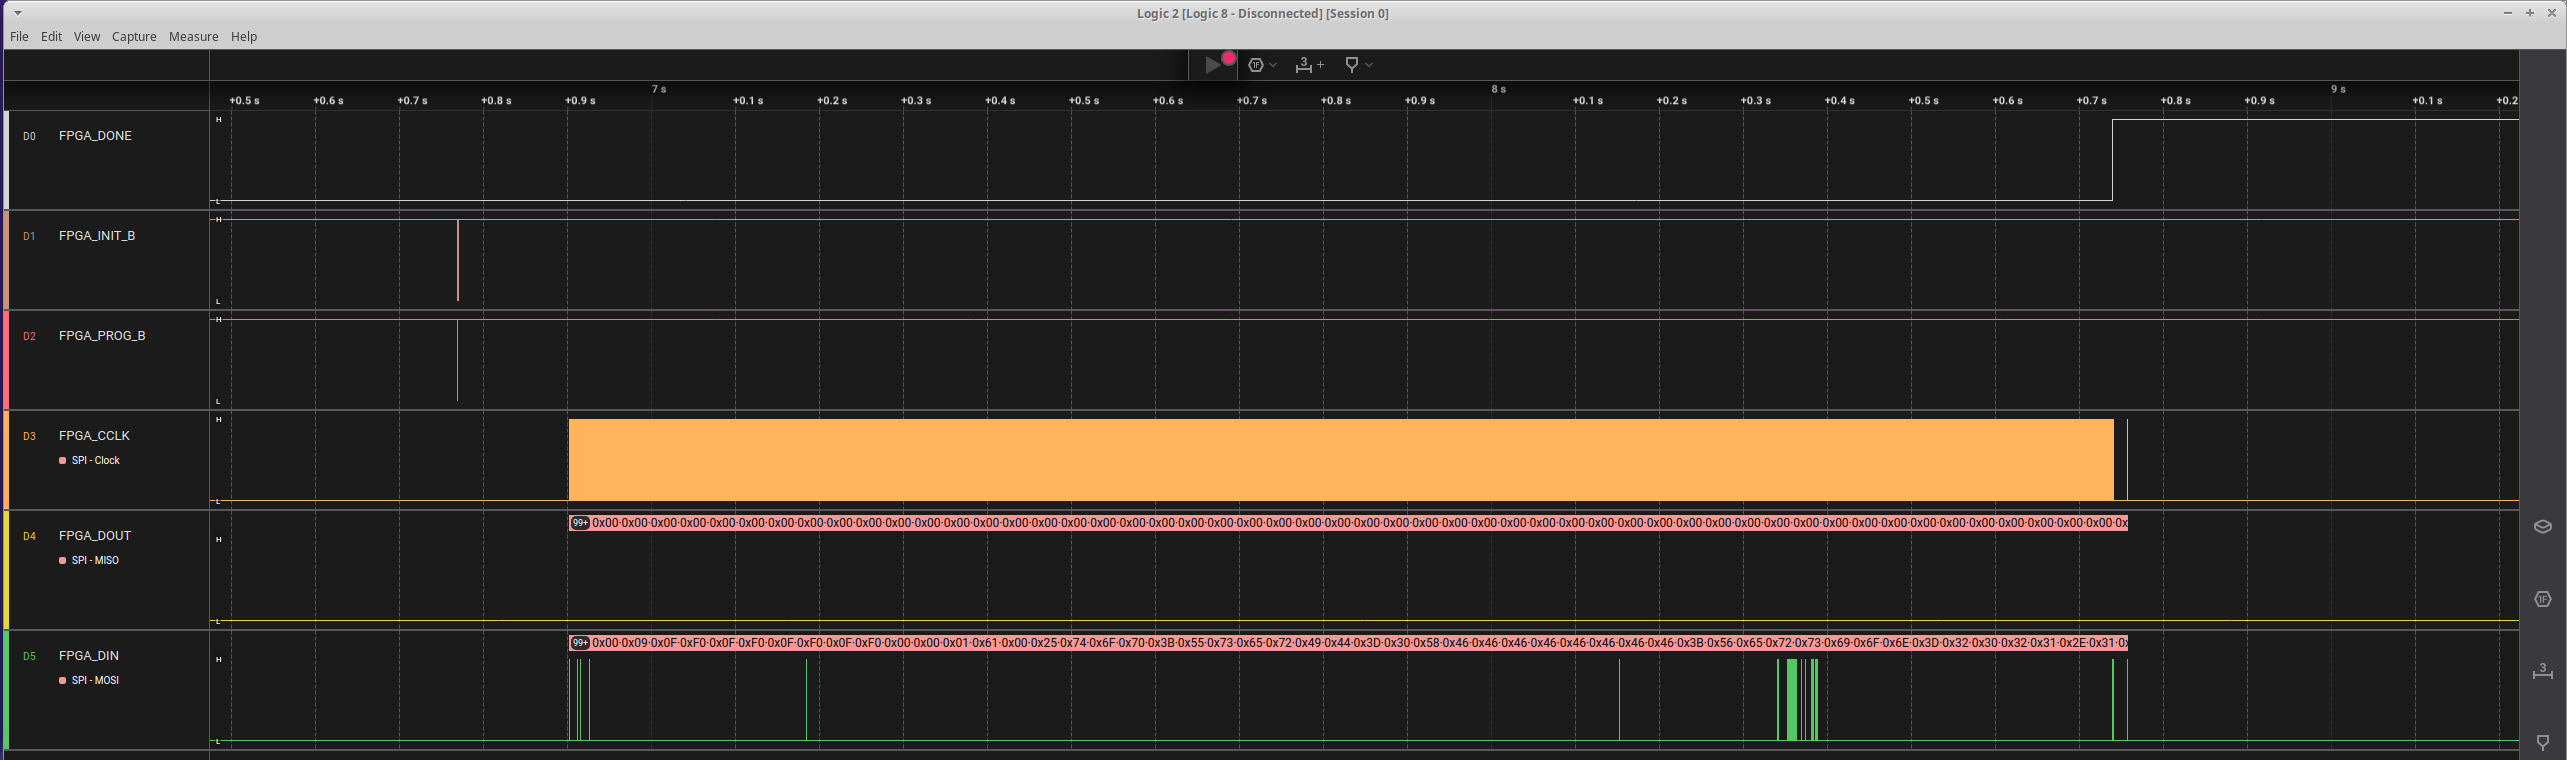 Logic 2 [Logic 8 - Disconnected] [Session 0]
File Edit View Capture Measure Help
1F 3 +
7 s 8 s 9 s
+0.5 s +0.6 s +0.7 s +0.8 s +0.9 s +0.1 s +0.2 s +0.3 s +0.4 s +0.5 s +0.6 s +0.7 s +0.8 s +0.9 s +0.1 s +0.2 s +0.3 s +0.4 s +0.5 s +0.6 s +0.7 s +0.8 s +0.9 s +0.1 s +0.2
H
D0 FPGA_DONE
L
H
D1 FPGA_INIT_B
L
H
D2 FPGA_PROG_B
L
H
D3 FPGA_CCLK
SPI - Clock
L
99+ 0x00·0x00·0x00·0x00·0x00·0x00·0x00·0x00·0x00·0x00·0x00·0x00·0x00·0x00·0x00·0x00·0x00·0x00·0x00·0x00·0x00·0x00·0x00·0x00·0x00·0x00·0x00·0x00·0x00·0x00·0x00·0x00·0x00·0x00·0x00·0x00·0x00·0x00·0x00·0x00·0x00·0x00·0x00·0x00·0x00·0x00·0x00·0x00·0x00·0x00·0x00·0x00·0x
D4 FPGA_DOUT
H
SPI - MISO
L
99+ 0x00·0x09·0x0F·0xF0·0x0F·0xF0·0x0F·0xF0·0x0F·0xF0·0x00·0x00·0x01·0x61·0x00·0x25·0x74·0x6F·0x70·0x3B·0x55·0x73·0x65·0x72·0x49·0x44·0x3D·0x30·0x58·0x46·0x46·0x46·0x46·0x46·0x46·0x46·0x46·0x3B·0x56·0x65·0x72·0x73·0x69·0x6F·0x6E·0x3D·0x32·0x30·0x32·0x31·0x2E·0x31·0x
D5 FPGA_DIN
H
SPI - MOSI
L
1F
3